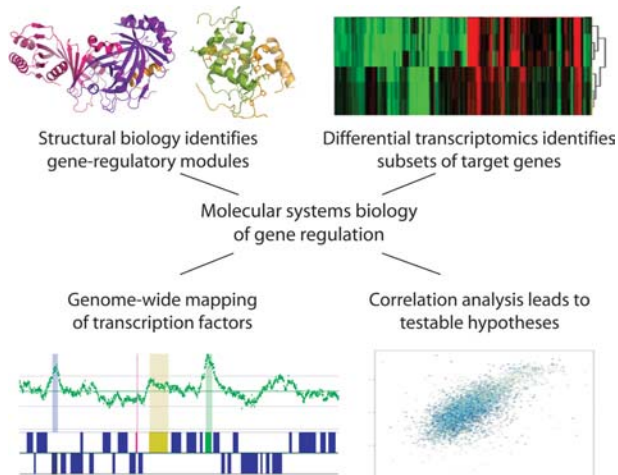 Structural biology identifies
gene-regulatory modules
Differential transcriptomics identifies
subsets of target genes
Molecular systems biology
of gene regulation
Genome-wide mapping
of transcription factors
Correlation analysis leads to
testable hypotheses